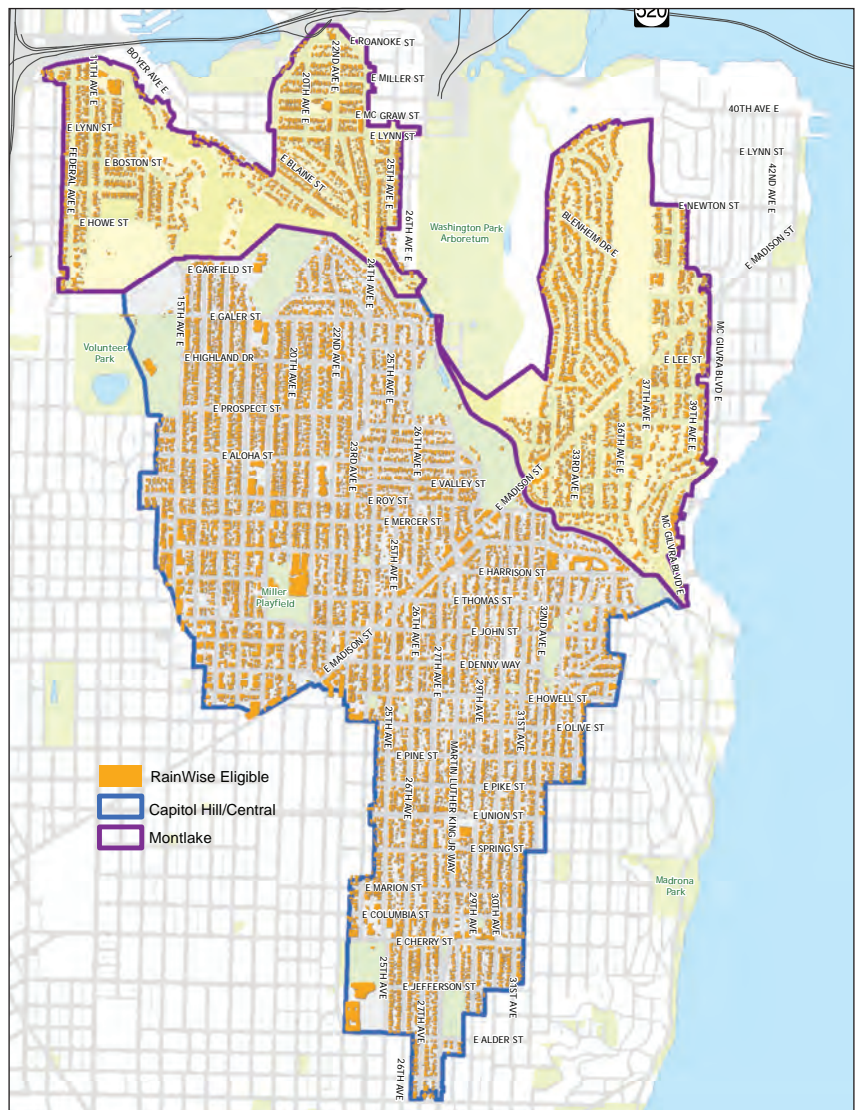 520
E ROANOKE ST
22ND AVE E
11TH AVE E
BOYER AVE E
20TH AVE E
E MILLER ST
E MC GRAW ST
40TH AVE E
E LYNN ST
E LYNN ST
E LYNN ST
FEDERAL AVE E
E BOSTON ST
E BLAINE ST
25TH AVE E
42ND AVE E
E HOWE ST
26TH AVE E
E NEWTON ST
Washington Park
Arboretum
BLENHEIM DR E
E MADISON ST
E GARFIELD ST
24TH AVE E
15TH AVE E
E GALER ST
22ND AVE E
MC GILVRA BLVD E
Volunteer
Park
E HIGHLAND DR
20TH AVE E
25TH AVE E
E LEE ST
37TH AVE E
39TH AVE E
E PROSPECT ST
36TH AVE E
26TH AVE E
23RD AVE E
33RD AVE E
E ALOHA ST
E VALLEY ST
E MADISON ST
E ROY ST
E MERCER ST
MC GILVRA BLVD E
25TH AVE E
E HARRISON ST
Miller
Playfield
E THOMAS ST
26TH AVE E
32ND AVE E
E JOHN ST
E MADISON ST
27TH AVE E
E DENNY WAY
29TH AVE
E HOWELL ST
25TH AVE
31ST AVE
E OLIVE ST
E PINE ST
MARTIN LUTHER KING JR WAY
RainWise Eligible
26TH AVE
E PIKE ST
Capitol Hill/Central
E UNION ST
Montlake
E SPRING ST
Madrona
Park
E MARION ST
29TH AVE
30TH AVE
E COLUMBIA ST
E CHERRY ST
25TH AVE
E JEFFERSON ST
31ST AVE
27TH AVE
E ALDER ST
26TH AVE